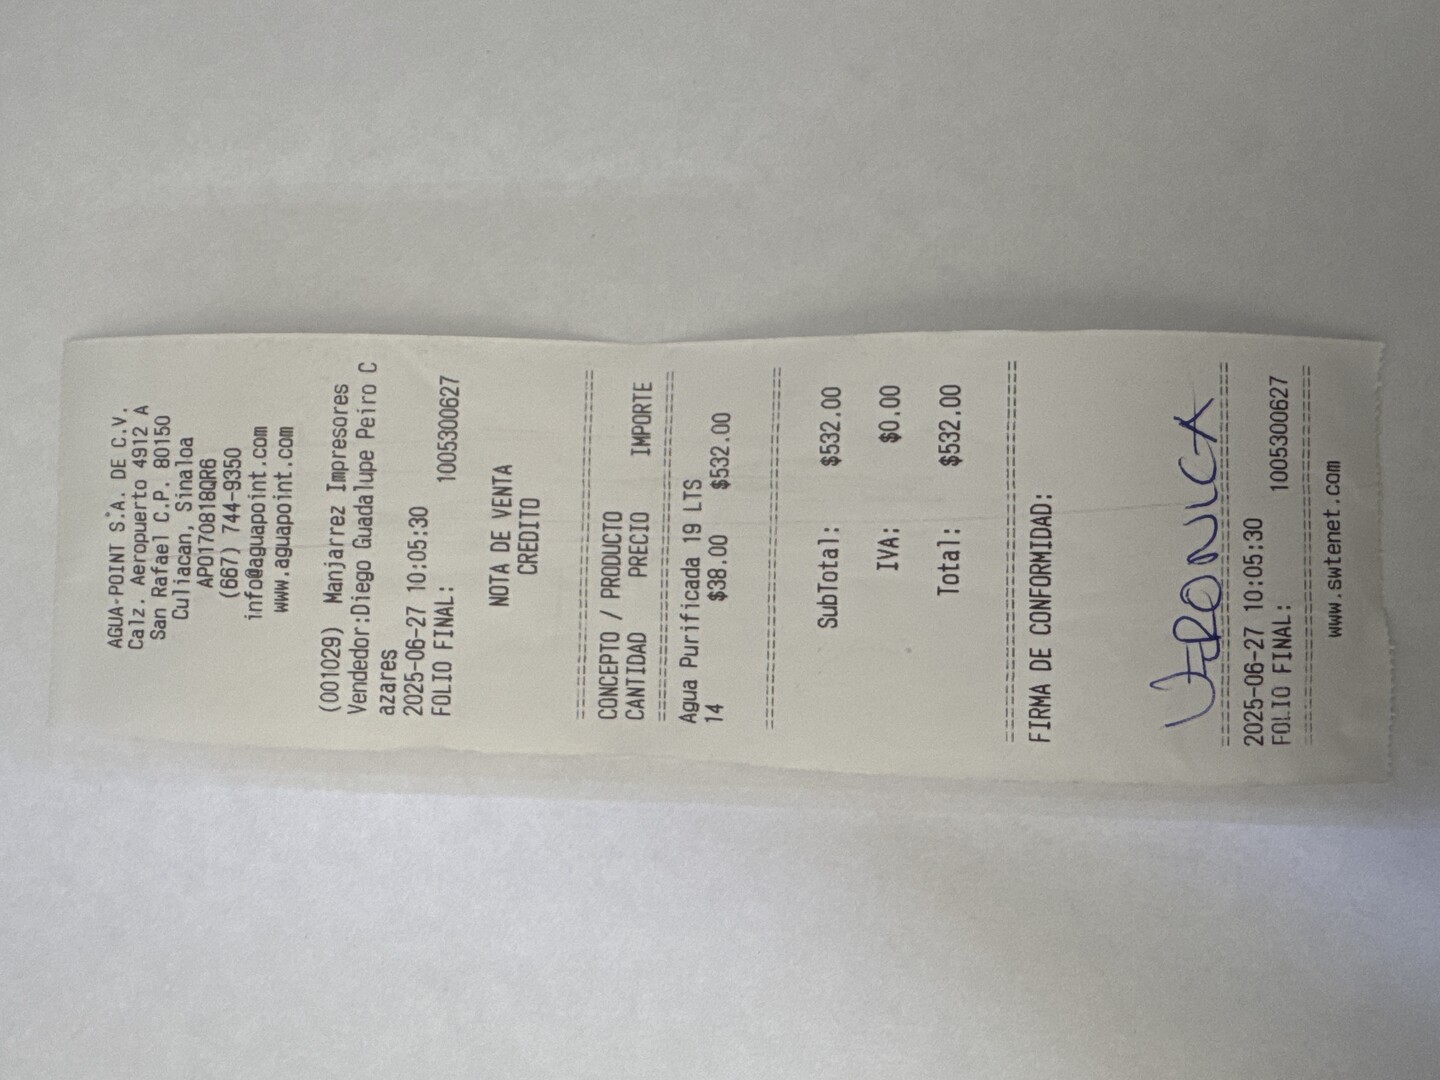 AGUA-POINT S.A. DE C.V.
Calz. Aeropuerto 4912 A
San Rafael C.P. 80150
Culiacan, Sinaloa
APO170818QR6
(667) 744-9350
info@aguapoint.com
www.aguapoint.com
(001029) Manjarrez Impresores
Vendedor:Diego Guadalupe Peiro C
azares
2025-06-27 10:05:30
FOLIO FINAL: 1005300627
NOTA DE VENTA
CREDITO
================================
CONCEPTO / PRODUCTO
CANTIDAD PRECIO IMPORTE
================================
Agua Purificada 19 LTS
14 $38.00 $532.00
================================
SubTotal: $532.00
IVA: $0.00
Total: $532.00
================================
FIRMA DE CONFORMIDAD:
VERONICA
================================
2025-06-27 10:05:30
FOLIO FINAL: 1005300627
================================
www.swtenet.com